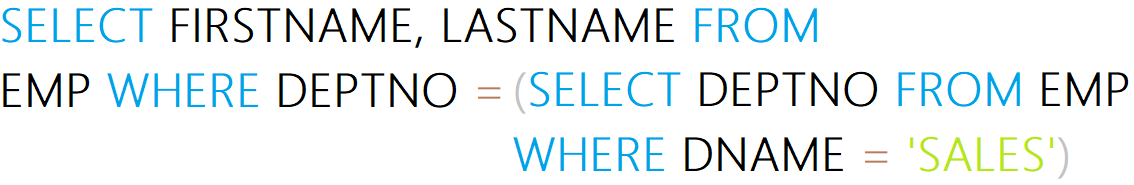 SELECT FIRSTNAME, LASTNAME FROM
EMP WHERE DEPTNO = (SELECT DEPTNO FROM EMP
WHERE DNAME = 'SALES')